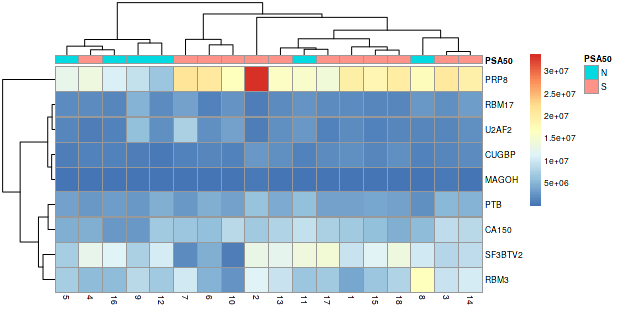 PSA50
PRP8
RBM17
U2AF2
CUGBP
MAGOH
PTB
CA150
SF3BTV2
RBM3
5 4 16 9 12 7 6 10 2 13 11 17 1 15 18 8 3 14
3e+07
2.5e+07
2e+07
1.5e+07
1e+07
5e+06
PSA50
N
S